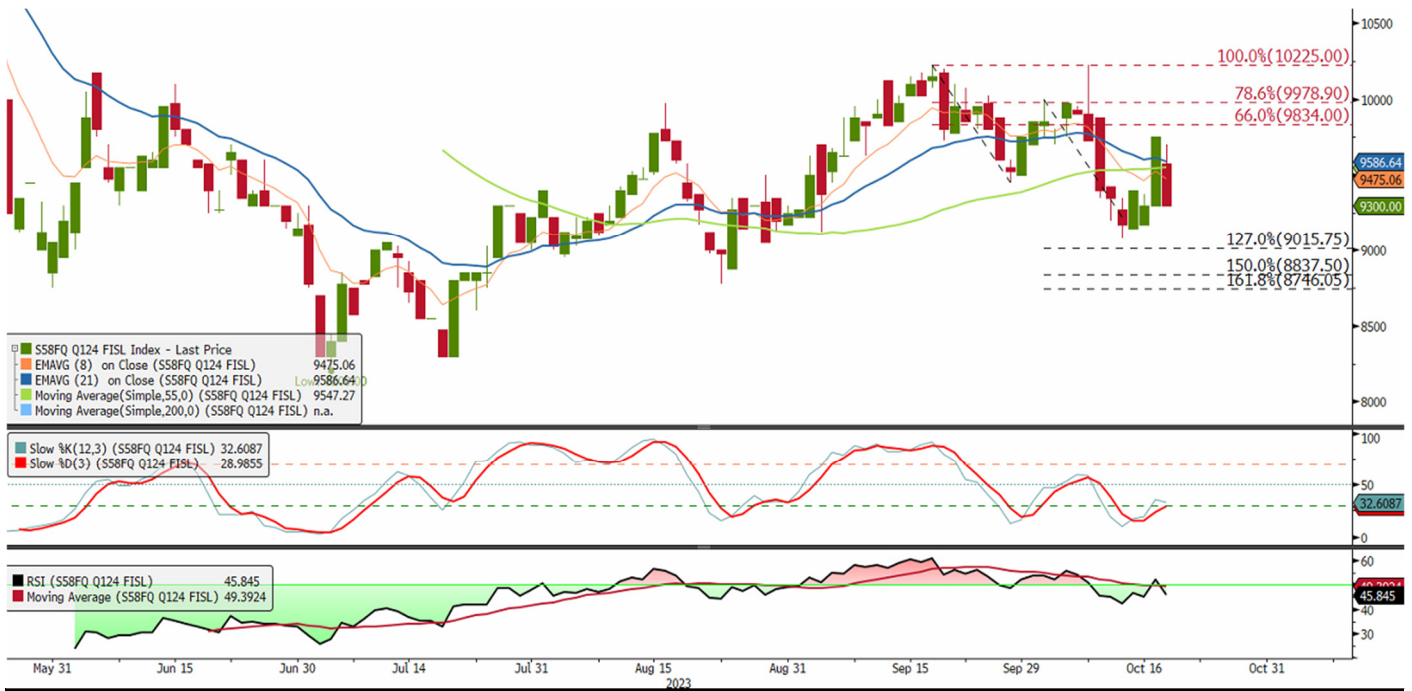 10500
100.0%(10225.00)
10000
78.6%(9978.90)
66.0%(9834.00)
9586.64
9475.06
9300.00
9000
127.0%(9015.75)
150.0%(8837.50)
161.8%(8746.05)
8500
8000
S58FQ Q124 FISL Index - Last Price
EMAVG (8) on Close (S58FQ Q124 FISL) 9475.06
EMAVG (21) on Close (S58FQ Q124 FISL) 9586.64
Moving Average(Simple,55,0) (S58FQ Q124 FISL) 9547.27
Moving Average(Simple,200,0) (S58FQ Q124 FISL) n.a.
Slow %K(12,3) (S58FQ Q124 FISL) 32.6087
Slow %D(3) (S58FQ Q124 FISL) 28.9855
100
50
32.6087
0
RSI (S58FQ Q124 FISL) 45.845
Moving Average (S58FQ Q124 FISL) 49.3924
60
45.845
40
30
May 31 Jun 15 Jun 30 Jul 14 Jul 31 Aug 15 Aug 31 Sep 15 Sep 29 Oct 16 Oct 31
2023